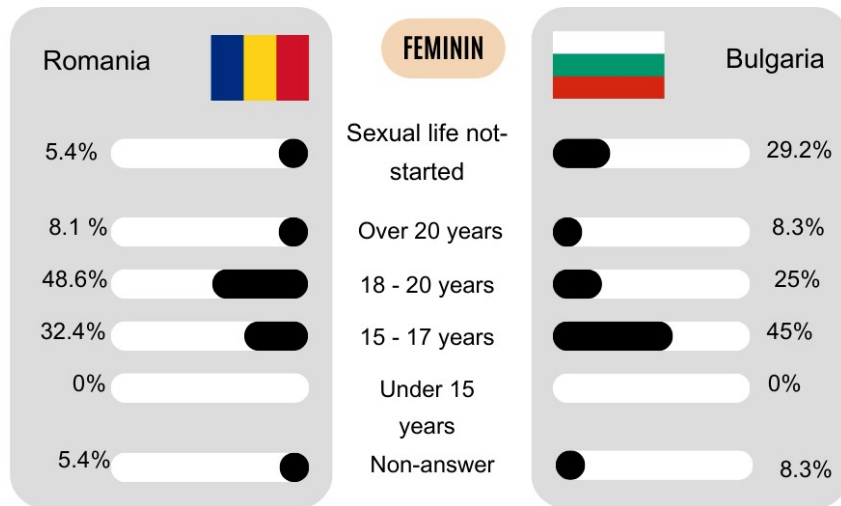 Romania
FEMININ
Bulgaria
5.4%
Sexual life not-
started
29.2%
8.1 %
Over 20 years
8.3%
48.6%
18 - 20 years
25%
32.4%
15 - 17 years
45%
0%
Under 15
years
0%
5.4%
Non-answer
8.3%